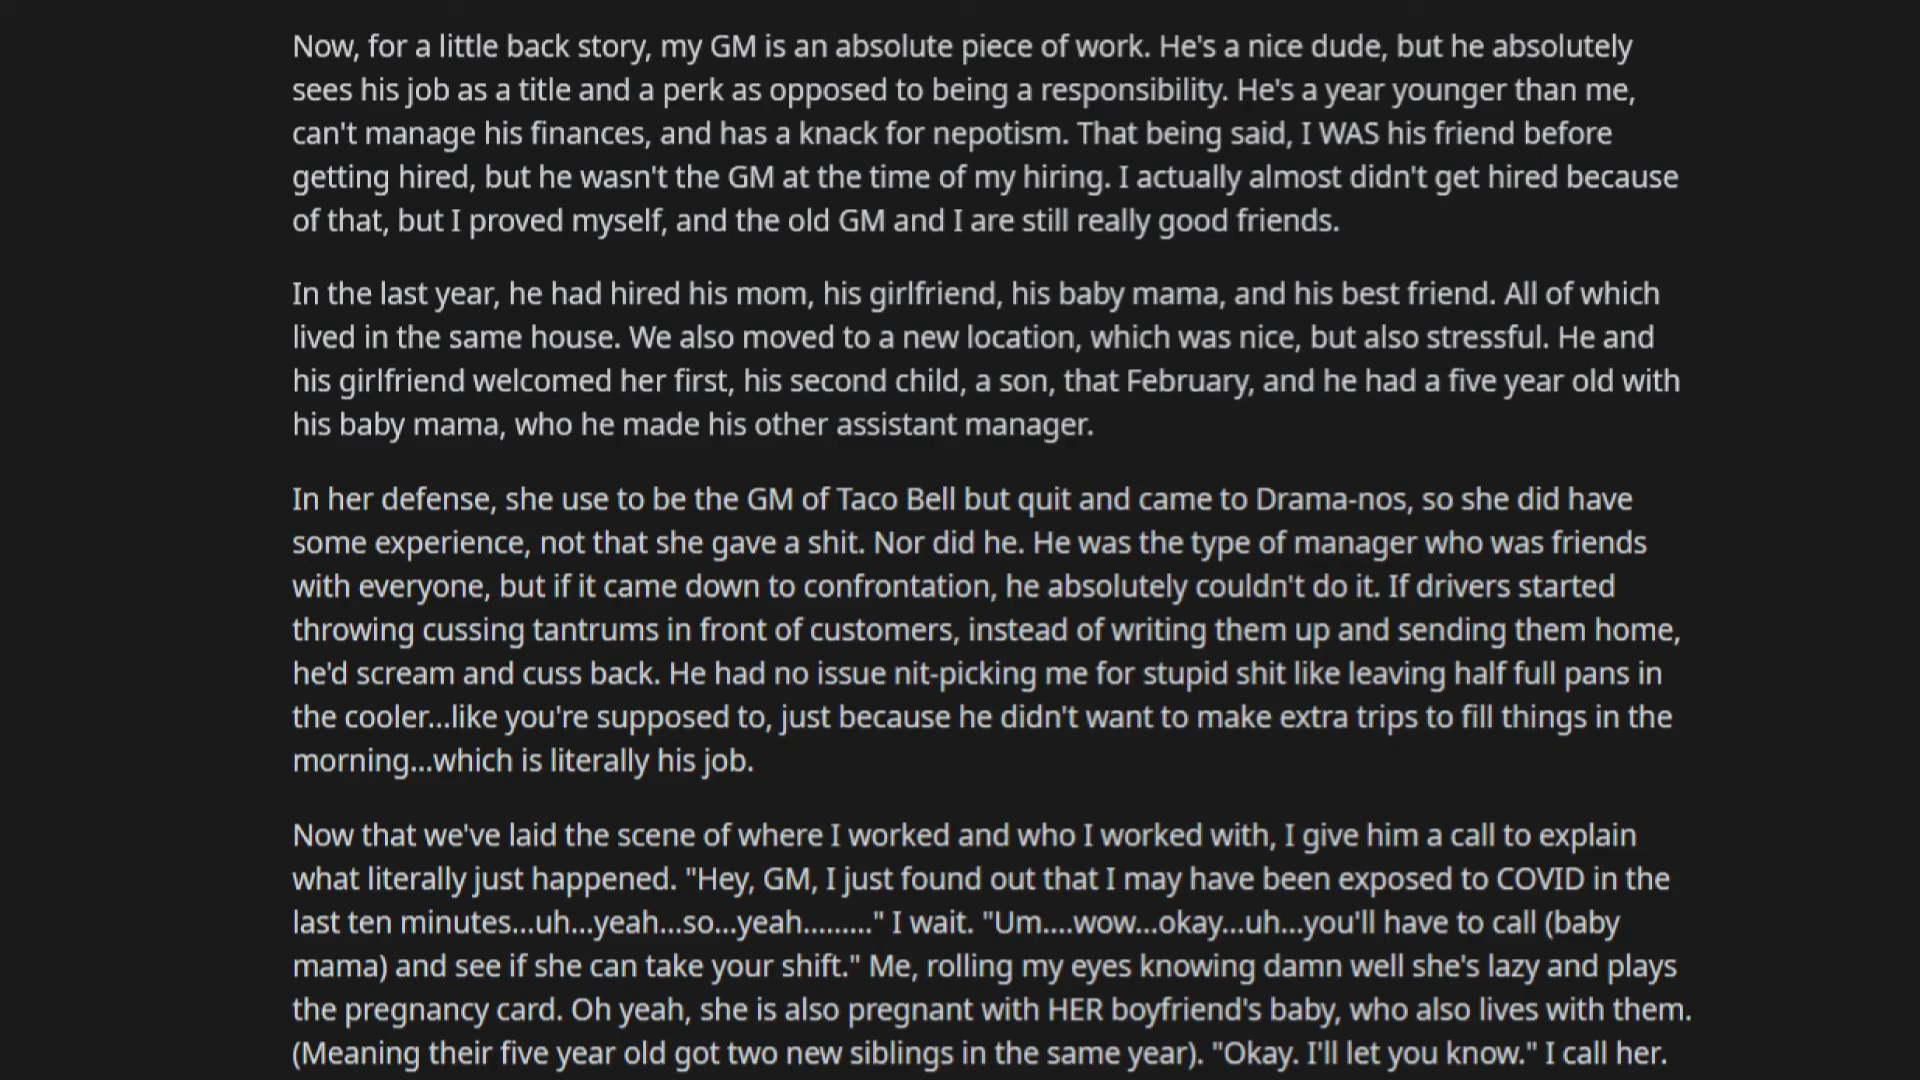 Now, for a little back story, my GM is an absolute piece of work. He's a nice dude, but he absolutely
sees his job as a title and a perk as opposed to being a responsibility. He's a year younger than me,
can't manage his finances, and has a knack for nepotism. That being said, I WAS his friend before
getting hired, but he wasn't the GM at the time of my hiring. I actually almost didn't get hired because
of that, but I proved myself, and the old GM and I are still really good friends.
In the last year, he had hired his mom, his girlfriend, his baby mama, and his best friend. All of which
lived in the same house. We also moved to a new location, which was nice, but also stressful. He and
his girlfriend welcomed her first, his second child, a son, that February, and he had a five year old with
his baby mama, who he made his other assistant manager.
In her defense, she use to be the GM of Taco Bell but quit and came to Drama-nos, so she did have
some experience, not that she gave a shit. Nor did he. He was the type of manager who was friends
with everyone, but if it came down to confrontation, he absolutely couldn't do it. If drivers started
throwing cussing tantrums in front of customers, instead of writing them up and sending them home,
he'd scream and cuss back. He had no issue nit-picking me for stupid shit like leaving half full pans in
the cooler...like you're supposed to, just because he didn't want to make extra trips to fill things in the
morning...which is literally his job.
Now that we've laid the scene of where I worked and who I worked with, I give him a call to explain
what literally just happened. "Hey, GM, I just found out that I may have been exposed to COVID in the
last ten minutes...uh...yeah...so...yeah........." I wait. "Um....wow...okay...uh...you'll have to call (baby
mama) and see if she can take your shift." Me, rolling my eyes knowing damn well she's lazy and plays
the pregnancy card. Oh yeah, she is also pregnant with HER boyfriend's baby, who also lives with them.
(Meaning their five year old got two new siblings in the same year). "Okay. I'll let you know." I call her.